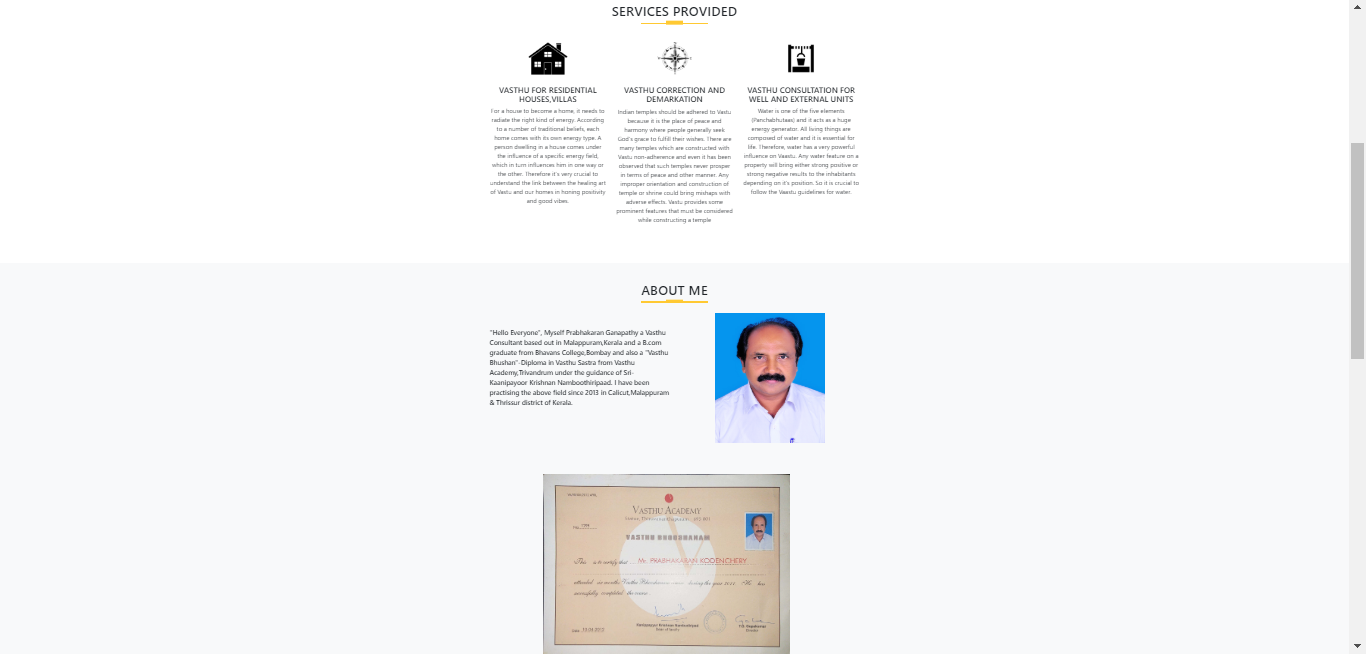 SERVICES PROVIDED
VASTHU FOR RESIDENTIAL
HOUSES,VILLAS
For a house to become a home, it needs to
radiate the right kind of energy. According
to a number of traditional beliefs, each
home comes with its own energy type. A
person dwelling in a house comes under
the influence of a specific energy field,
which in turn influences him in one way or
the other. Therefore it's very crucial to
understand the link between the healing art
of Vastu and our homes in honing positivity
and good vibes.
VASTHU CORRECTION AND
DEMARKATION
Indian temples should be adhered to Vastu
because it is the place of peace and
harmony where people generally seek
God's grace to fulfill their wishes. There are
many temples which are constructed with
Vastu non-adherence and even it has been
observed that such temples never prosper
in terms of peace and other manner. Any
improper orientation and construction of
temple or shrine could bring mishaps with
adverse effects. Vastu provides some
prominent features that must be considered
while constructing a temple
VASTHU CONSULTATION FOR
WELL AND EXTERNAL UNITS
Water is one of the five elements
(Panchabhutaas) and it acts as a huge
energy generator. All living things are
composed of water and it is essential for
life. Therefore, water has a very powerful
influence on Vaastu. Any water feature on a
property will bring either strong positive or
strong negative results to the inhabitants
depending on it's position. So it is crucial to
follow the Vaastu guidelines for water.
ABOUT ME
"Hello Everyone", Myself Prabhakaran Ganapathy a Vasthu
Consultant based out in Malappuram,Kerala and a B.com
graduate from Bhavans College,Bombay and also a "Vasthu
Bhushan"-Diploma in Vasthu Sastra from Vasthu
Academy,Trivandrum under the guidance of Sri-
Kaanipayoor Krishnan Namboothiripaad. I have been
practising the above field since 2013 in Calicut,Malappuram
& Thrissur district of Kerala.
VASTHU ACADEMY
VASTHU BHOOSHANAM
This is to certify that Mr. PRABHAKARAN KODENCHERY
attended six months Vasthu Bhooshanam course during the year
successfully completed the course.
Date